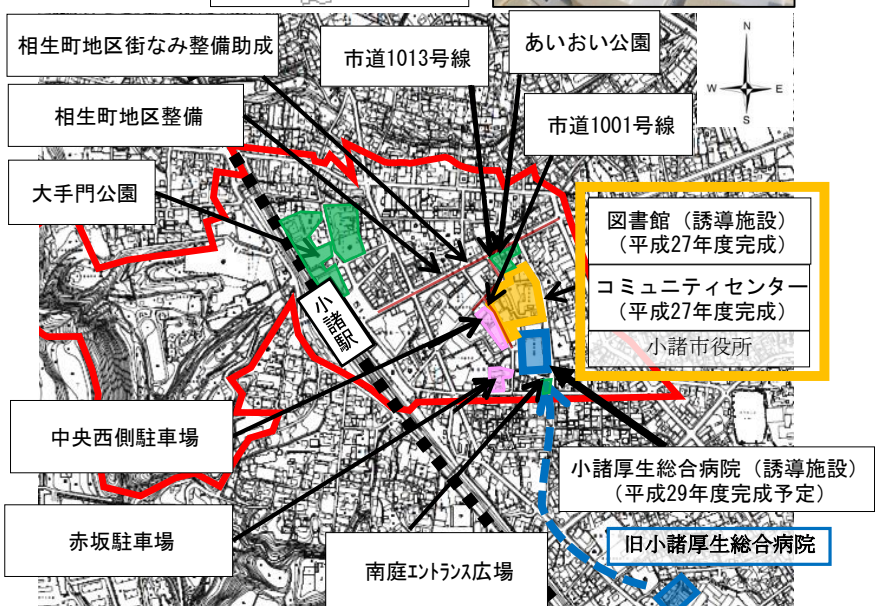 相生町地区街なみ整備助成
市道1013号線
あいおい公園
N
W
E
S
相生町地区整備
市道1001号線
大手門公園
図書館（誘導施設）
（平成27年度完成）
コミュニティセンター
（平成27年度完成）
小諸市役所
小諸駅
中央西側駐車場
小諸厚生総合病院（誘導施設）
（平成29年度完成予定）
赤坂駐車場
南庭ｴﾝﾄﾗﾝｽ広場
旧小諸厚生総合病院